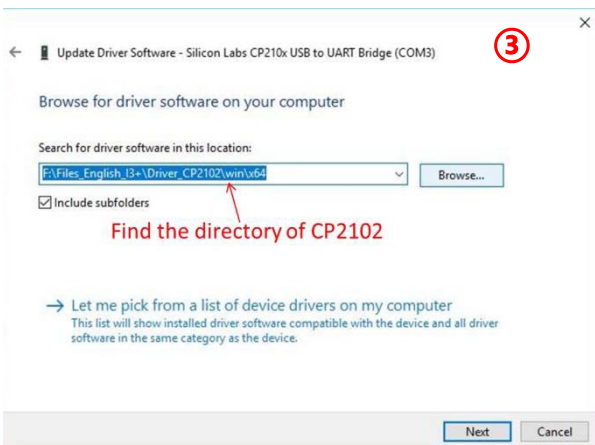 ③
Update Driver Software - Silicon Labs CP210x USB to UART Bridge (COM3)
Browse for driver software on your computer
Search for driver software in this location:
F:\Files_English_I3+\Driver_CP2102\win\x64
Browse...
Include subfolders
Find the directory of CP2102
Let me pick from a list of device drivers on my computer
This list will show installed driver software compatible with the device and all driver
software in the same category as the device.
Next
Cancel